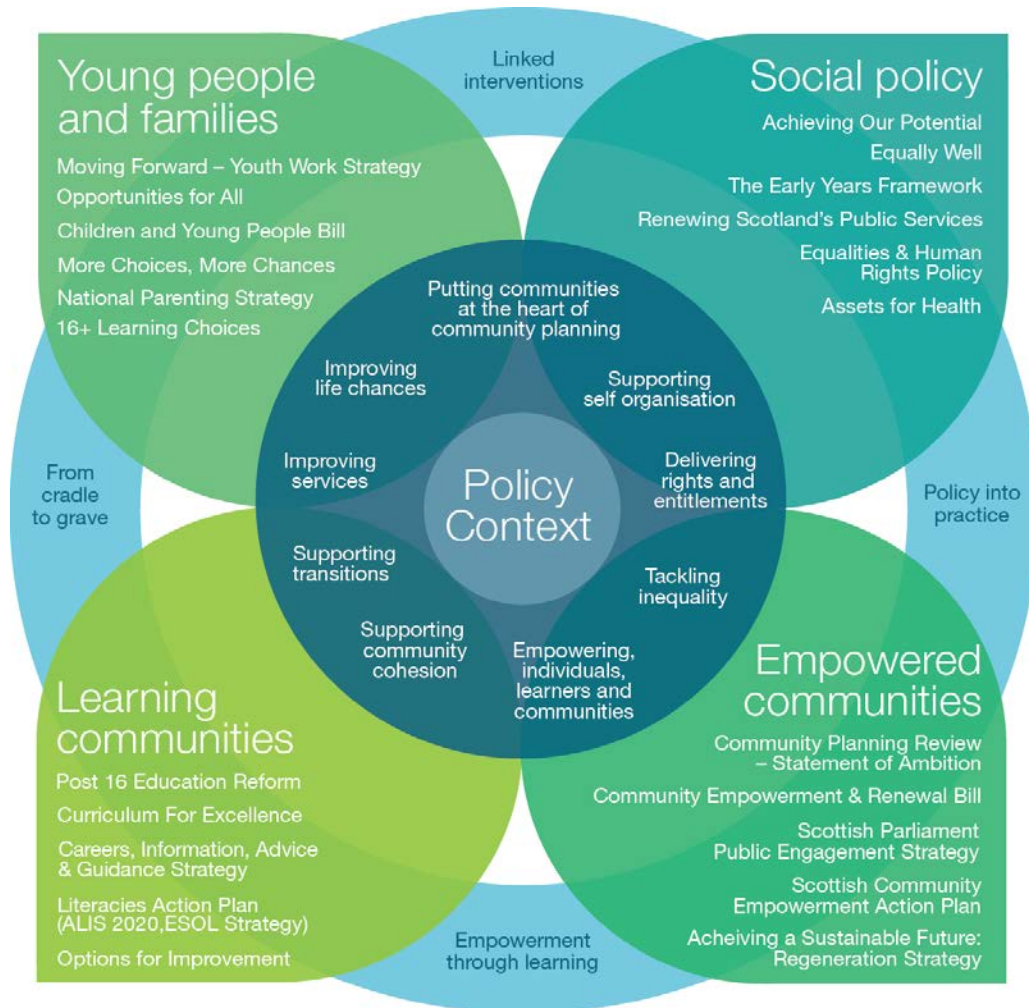 Linked
interventions
Young people
and families
Moving Forward – Youth Work Strategy
Opportunities for All
Children and Young People Bill
More Choices, More Chances
National Parenting Strategy
16+ Learning Choices
Social policy
Achieving Our Potential
Equally Well
The Early Years Framework
Renewing Scotland's Public Services
Equalities & Human
Rights Policy
Assets for Health
Putting communities
at the heart of
community planning
Improving
life chances
Supporting
self organisation
From
cradle
to grave
Improving
services
Policy
Context
Delivering
rights and
entitlements
Policy into
practice
Supporting
transitions
Tackling
inequality
Supporting
community
cohesion
Empowering,
individuals,
learners and
communities
Learning
communities
Post 16 Education Reform
Curriculum For Excellence
Careers, Information, Advice
& Guidance Strategy
Literacies Action Plan
(ALIS 2020,ESOL Strategy)
Options for Improvement
Empowered
communities
Community Planning Review
– Statement of Ambition
Community Empowerment & Renewal Bill
Scottish Parliament
Public Engagement Strategy
Scottish Community
Empowerment Action Plan
Acheiving a Sustainable Future:
Regeneration Strategy
Empowerment
through learning